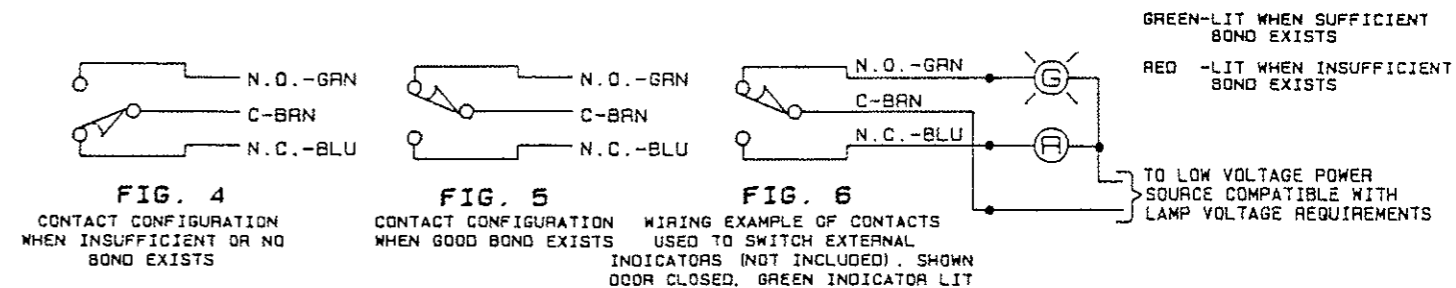 GREEN-LIT WHEN SUFFICIENT
BOND EXISTS
RED -LIT WHEN INSUFFICIENT
BOND EXISTS
N.O.-GRN
C-BRN
N.C.-BLU
FIG. 4
CONTACT CONFIGURATION
WHEN INSUFFICIENT OR NO
BOND EXISTS
N.O.-GRN
C-BRN
N.C.-BLU
FIG. 5
CONTACT CONFIGURATION
WHEN GOOD BOND EXISTS
N.O.-GRN
C-BRN
N.C.-BLU
G
R
TO LOW VOLTAGE POWER
SOURCE COMPATIBLE WITH
LAMP VOLTAGE REQUIREMENTS
FIG. 6
WIRING EXAMPLE OF CONTACTS
USED TO SWITCH EXTERNAL
INDICATORS (NOT INCLUDED). SHOWN
DOOR CLOSED, GREEN INDICATOR LIT